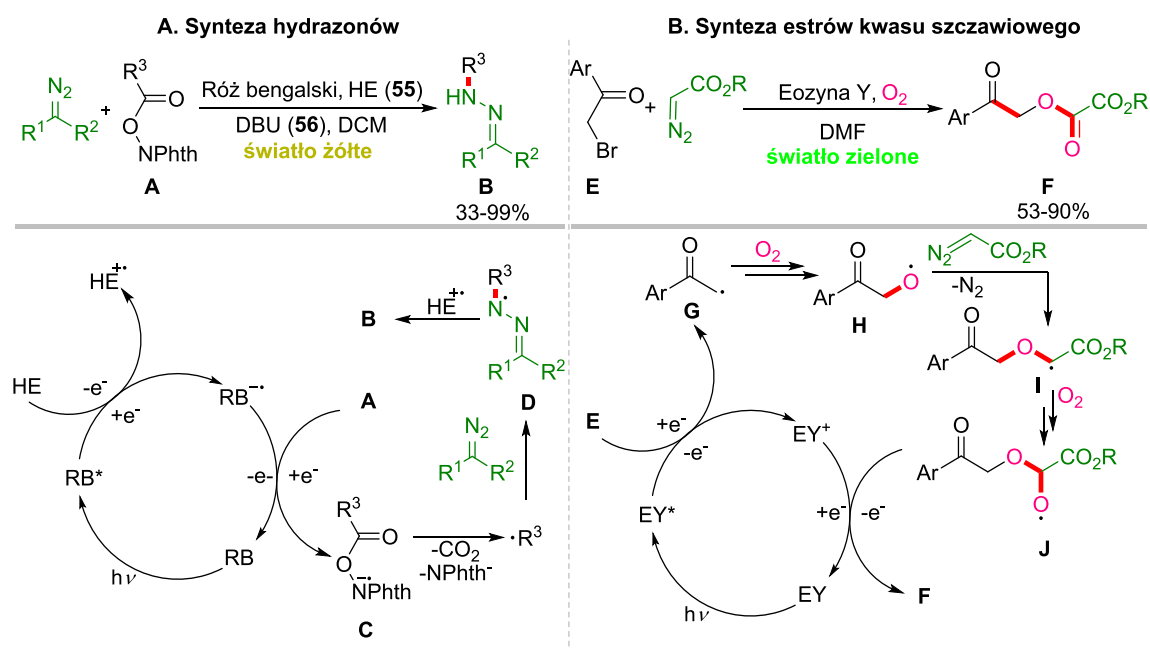 A. Synteza hydrazonów
N2
R1
R2
+
R3
O
O
NPhth
A
Róż bengalski, HE (55)
DBU (56), DCM
światło żółte
R3
HN
N
R1
R2
B
33-99%
B. Synteza estrów kwasu szczawiowego
Ar
O
Br
E
+
CO2R
N2
Eozyna Y, O2
DMF
światło zielone
O
Ar
O
CO2R
O
F
53-90%
HE+•
HE
-e-
+e-
RB−•
RB*
RB
hν
-e-
+e-
A
R3
O
O
N−•Phth
C
-CO2
-NPhth-
•R3
N2
R1
R2
D
R3
N•
N
R1
R2
HE+•
B
O
Ar
•
G
O2
O
Ar
O•
H
N2
CO2R
-N2
O
Ar
O
CO2R
•
I
O2
O
Ar
O
CO2R
O
•
J
E
+e-
-e-
EY+
EY*
EY
hν
+e-
-e-
F